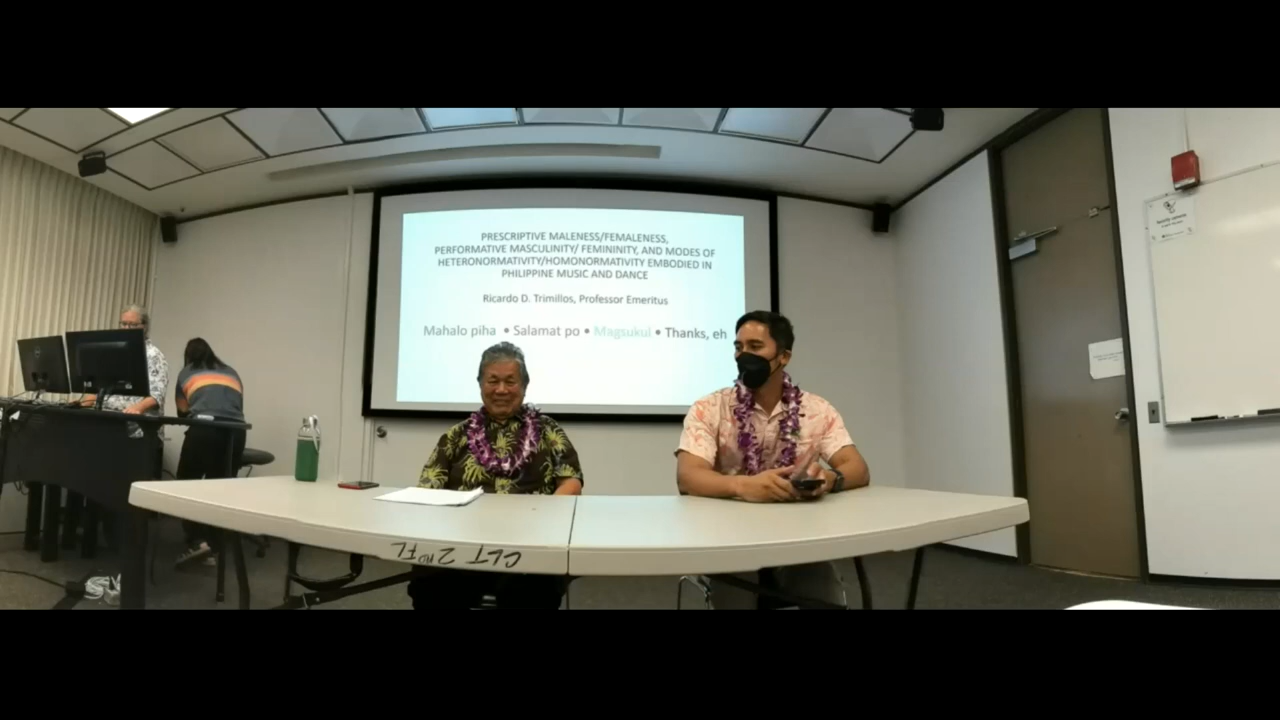 PRESCRIPTIVE MALENESS/FEMALENESS,
PERFORMATIVE MASCULINITY/ FEMININITY, AND MODES OF
HETERONORMATIVITY/HOMONORMATIVITY EMBODIED IN
PHILIPPINE MUSIC AND DANCE
Ricardo D. Trimillos, Professor Emeritus
Mahalo piha • Salamat po • Magsukul • Thanks, eh
CLT 2ND FL